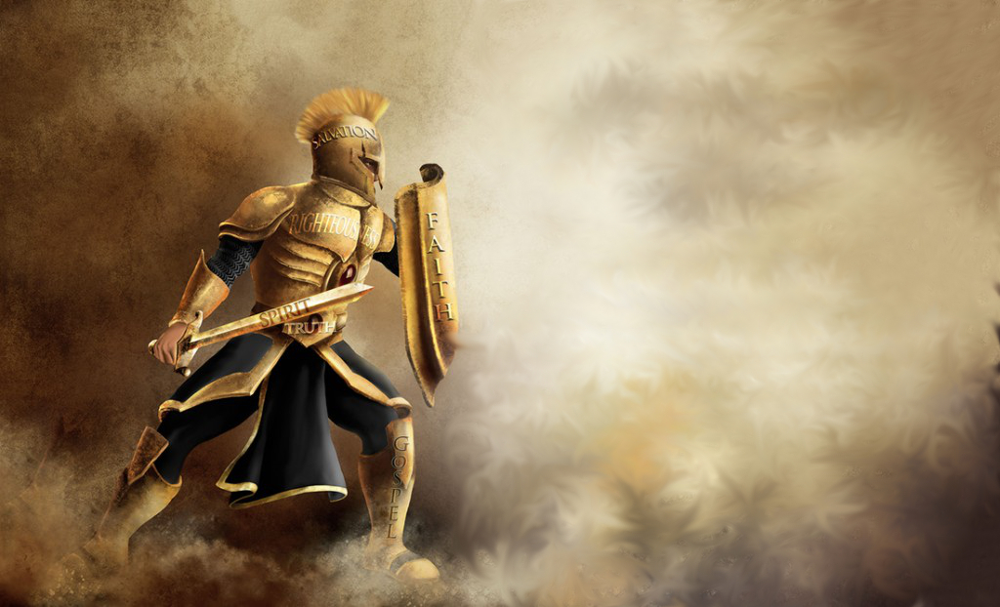 SALVATION
RIGHTEOUSNESS
FAITH
SPIRIT
TRUTH
GOSPEL